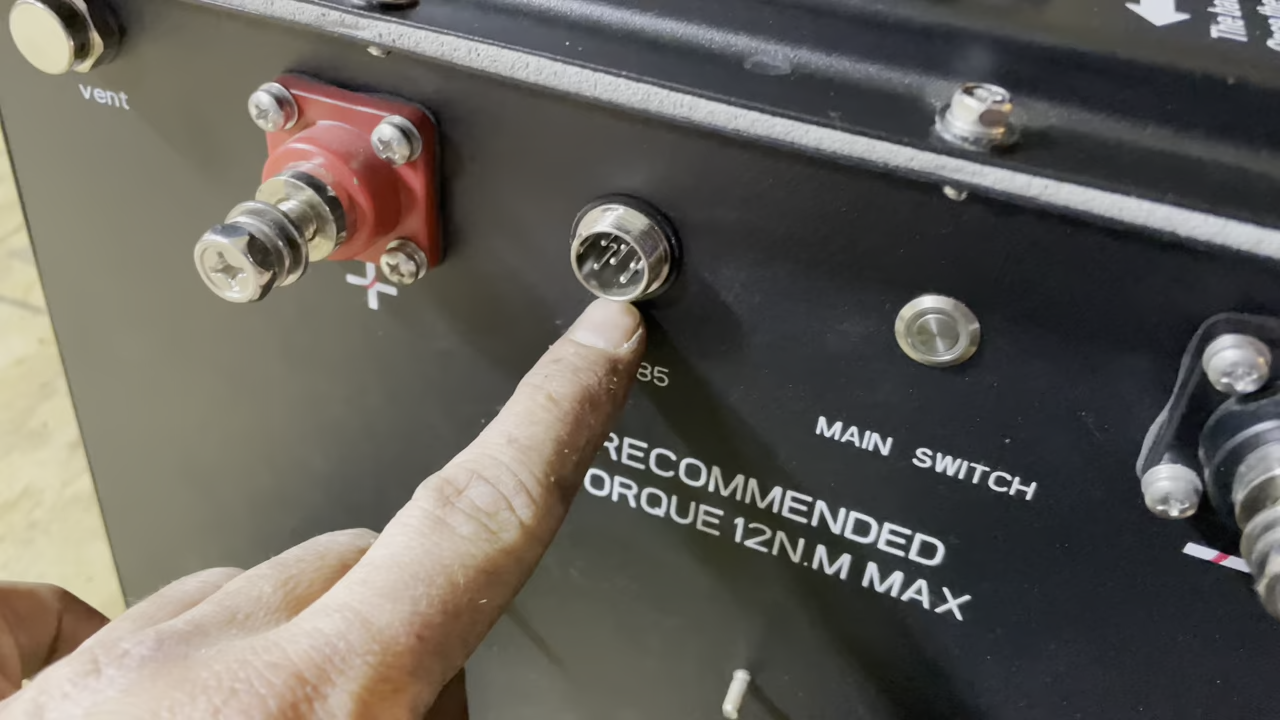 vent
+
85
MAIN SWITCH
RECOMMENDED
ORQUE 12N.M MAX
-